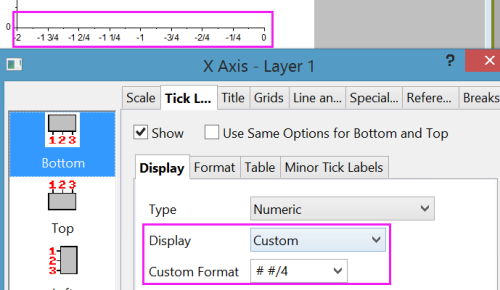 0
-2 -1 3/4 -1 2/4 -1 1/4 -1 -3/4 -2/4 -1/4 0
X Axis - Layer 1
? ×
Scale Tick L... Title Grids Line an... Special... Refere... Breaks
Show Use Same Options for Bottom and Top
1 2 3
Bottom
Display Format Table Minor Tick Labels
1 2 3
Top
Type Numeric
Display Custom
Custom Format # #/4
1
2
3